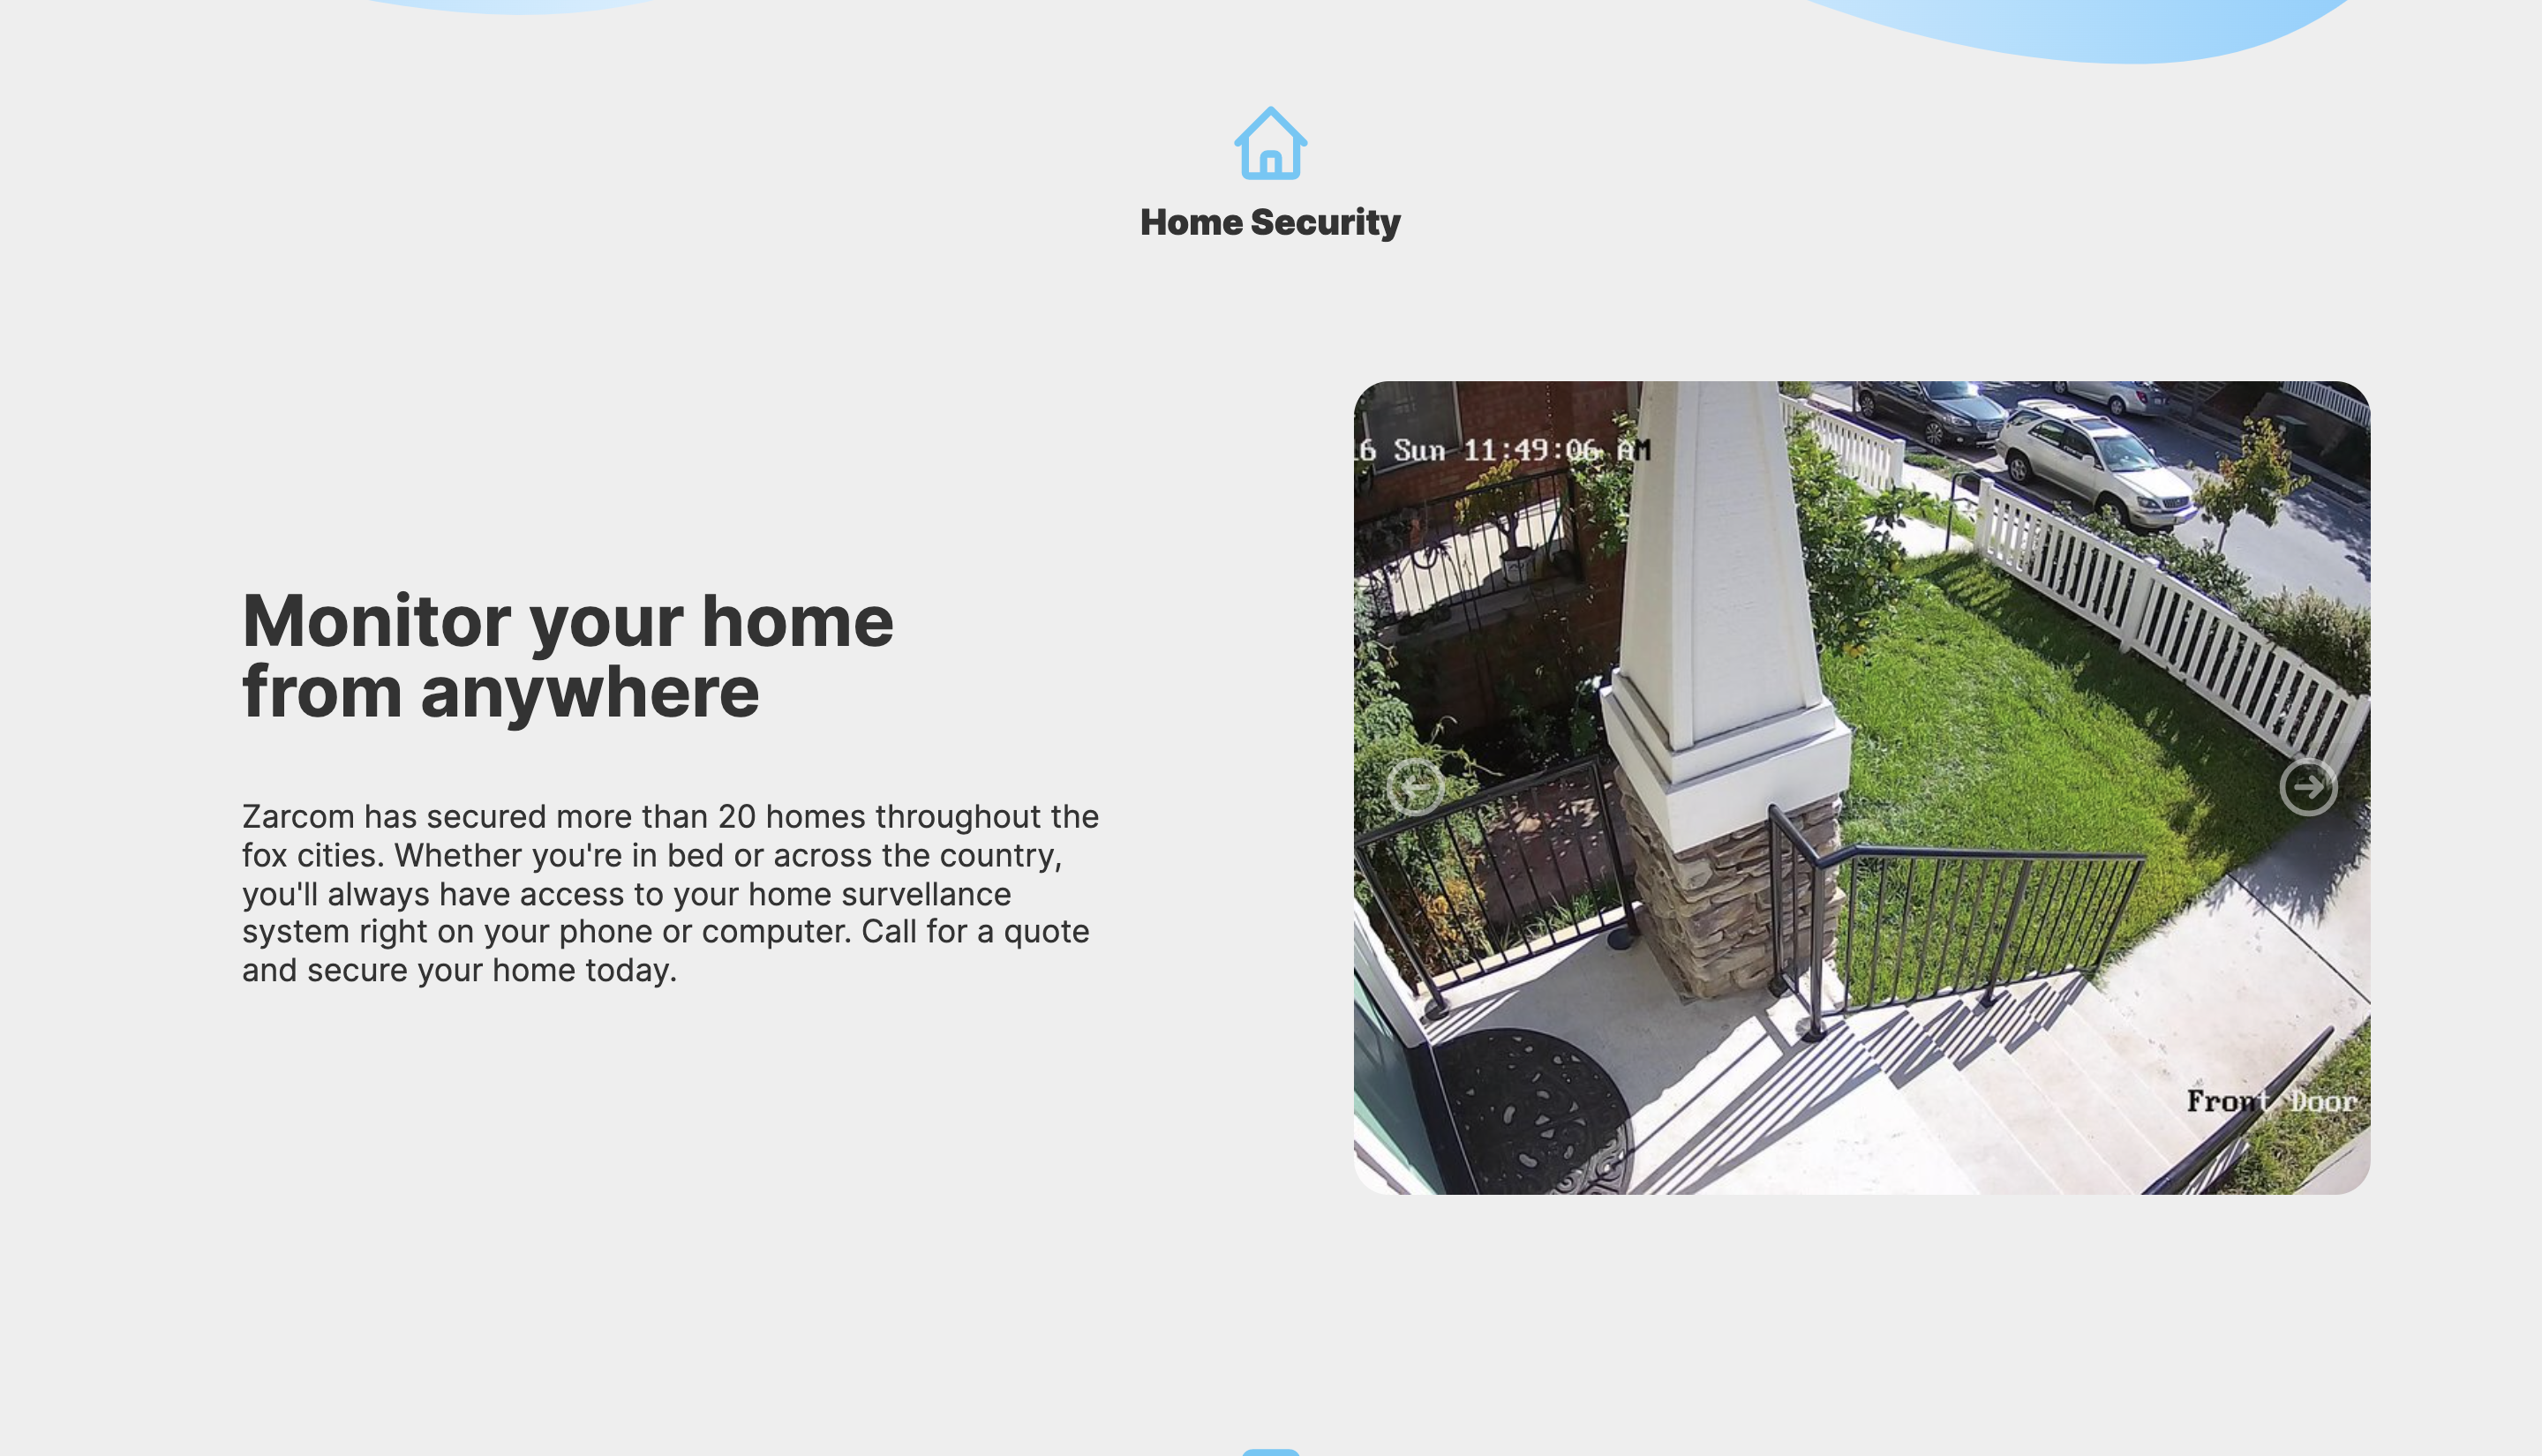 Home Security
16 Sun 11:49:06 AM
Monitor your home
from anywhere
Zarcom has secured more than 20 homes throughout the
fox cities. Whether you're in bed or across the country,
you'll always have access to your home survellance
system right on your phone or computer. Call for a quote
and secure your home today.
Front Door